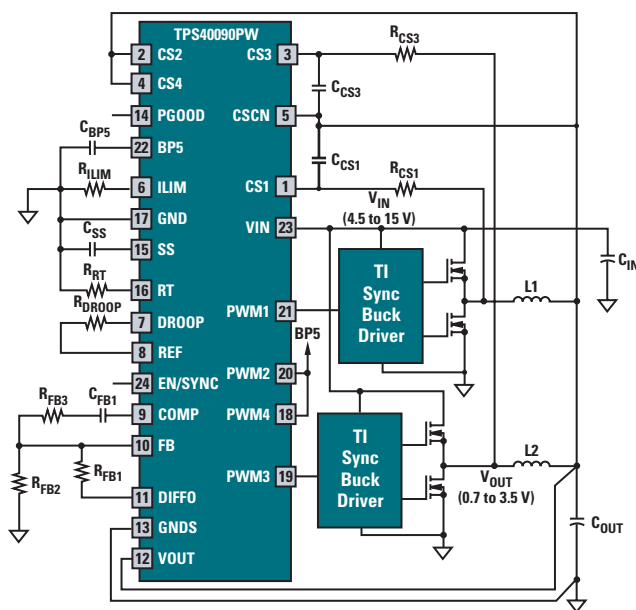 TPS40090PW
2 CS2
4 CS4
14 PGOOD
22 BP5
6 ILIM
17 GND
15 SS
16 RT
7 DROOP
8 REF
24 EN/SYNC
9 COMP
10 FB
11 DIFFO
13 GNDS
12 VOUT
CS3 3
CSCN 5
CS1 1
VIN 23
PWM1 21
PWM2 20
PWM4 18
PWM3 19
CBP5
RILIM
CSS
RRT
RDROOP
RFB3
CFB1
RFB2
RFB1
RCS3
CCS3
CCS1
RCS1
VIN
(4.5 to 15 V)
CIN
TI
Sync
Buck
Driver
L1
BP5
TI
Sync
Buck
Driver
L2
VOUT
(0.7 to 3.5 V)
COUT